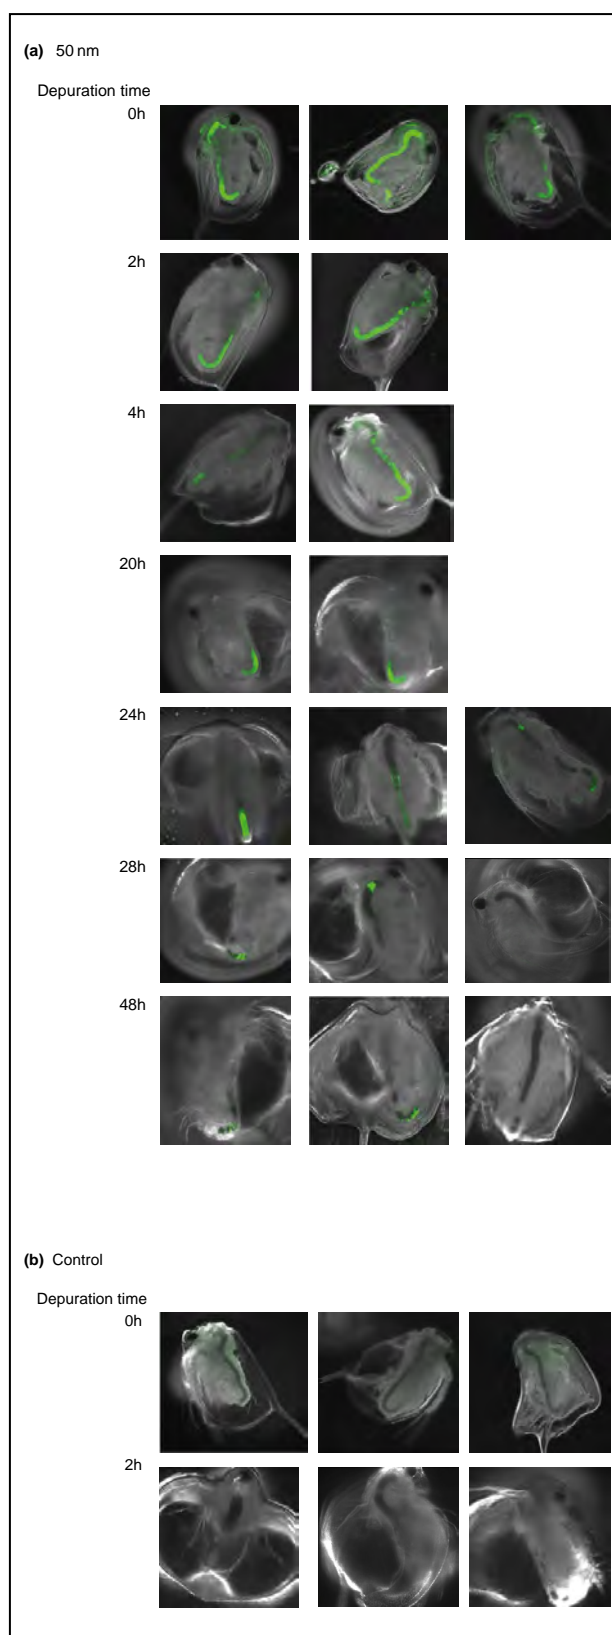 (a) 50 nm
Depuration time
0h
2h
4h
20h
24h
28h
48h
(b) Control
Depuration time
0h
2h